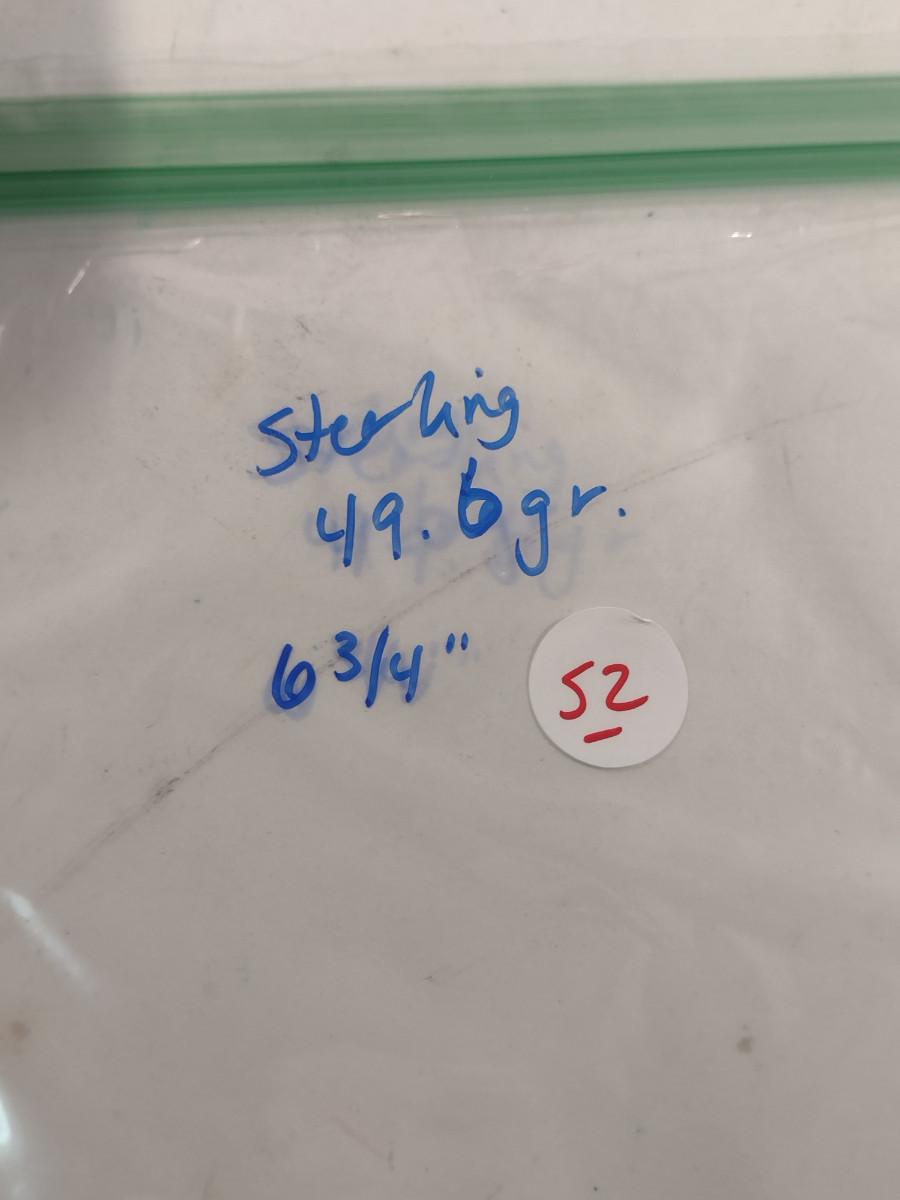 Sterling
49.6gr.
6 3/4"
52